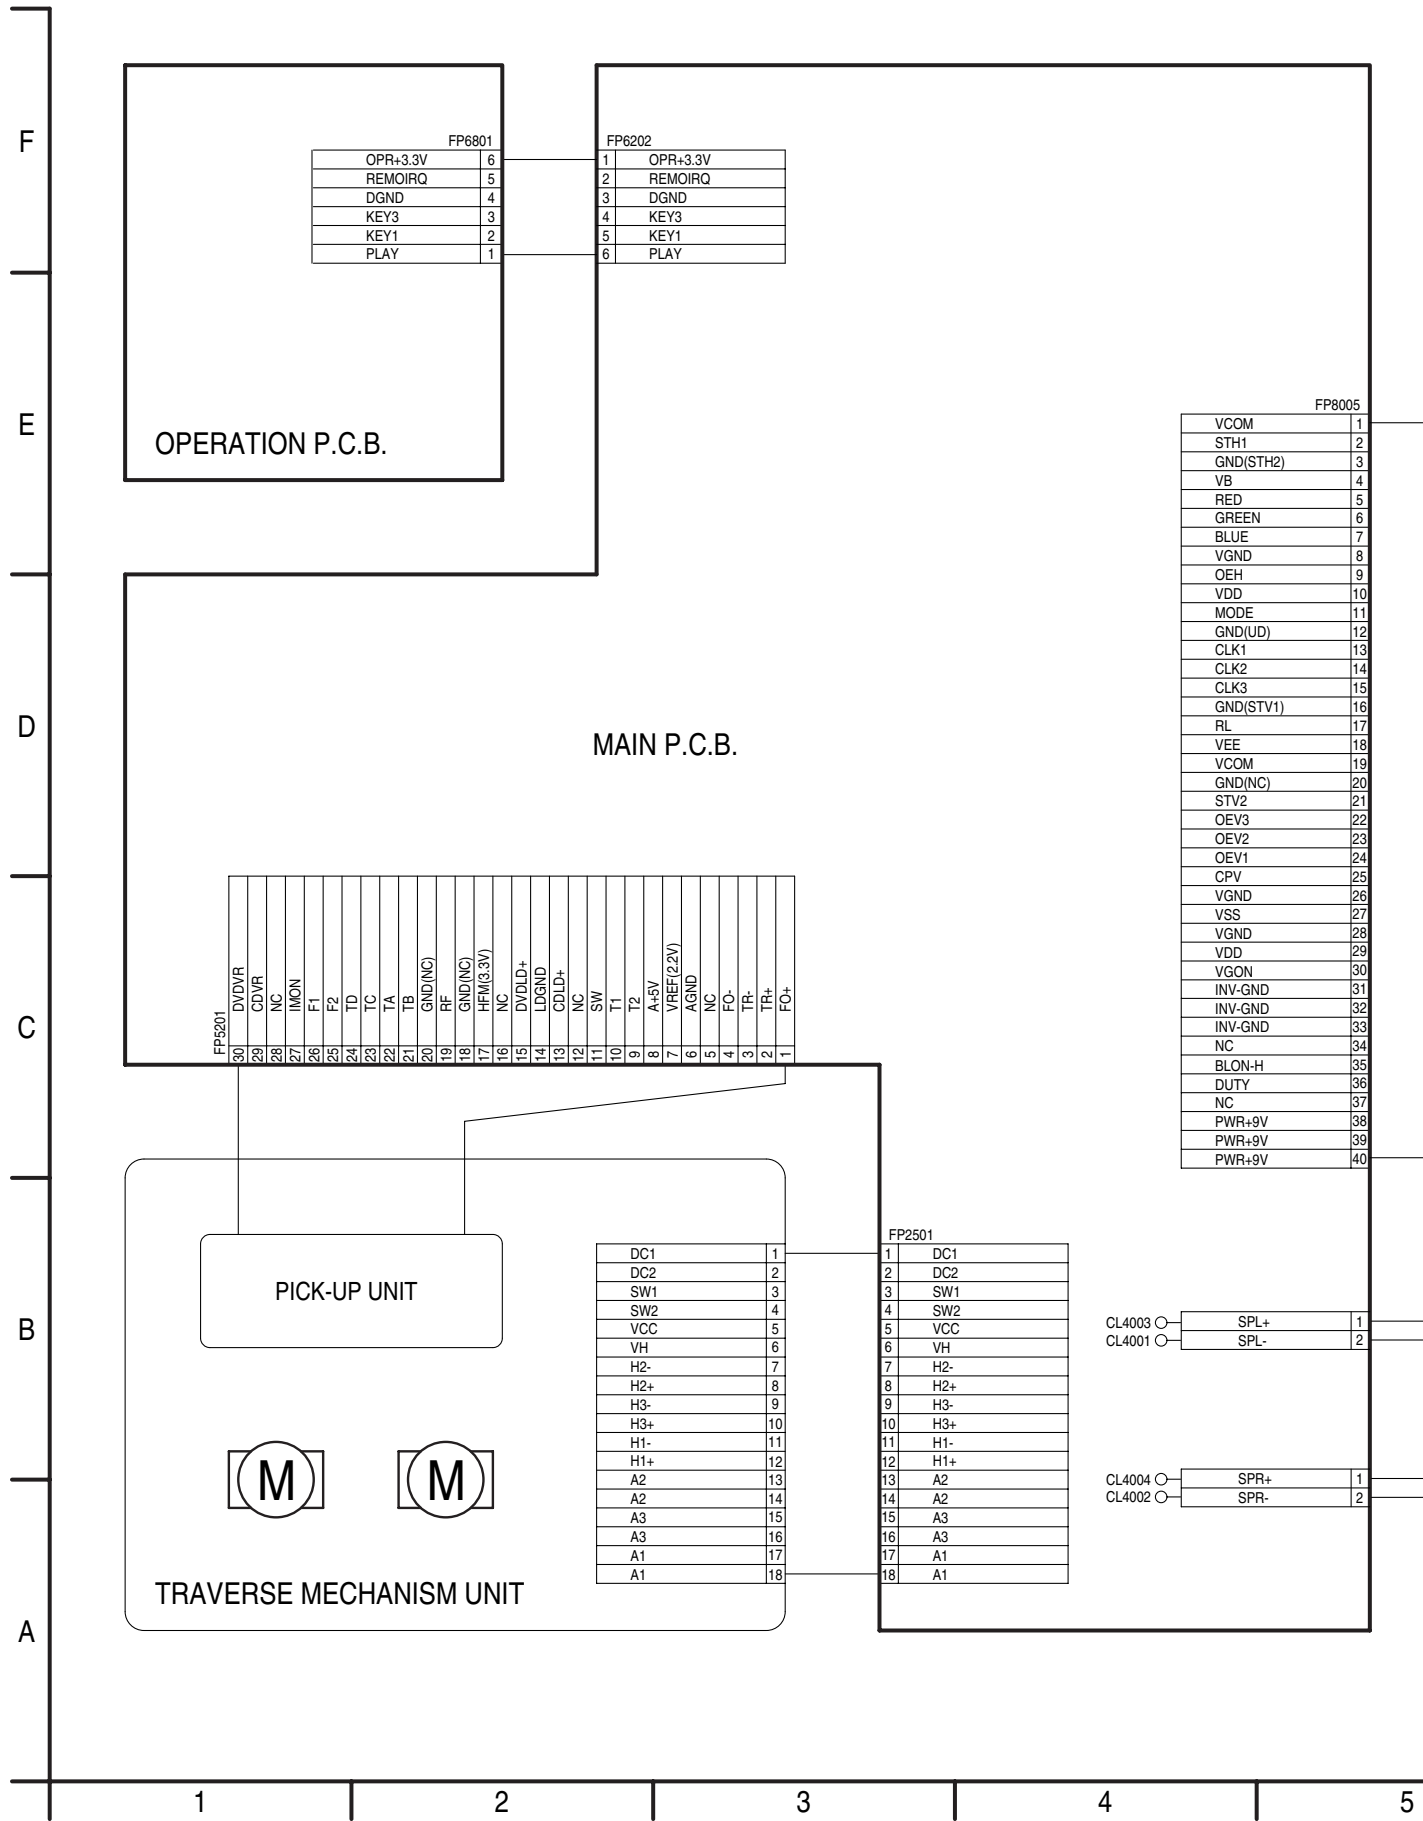 F
E
D
C
B
A
FP6801
OPR+3.3V 6
REMOIRQ 5
DGND 4
KEY3 3
KEY1 2
PLAY 1
OPERATION P.C.B.
FP6202
1 OPR+3.3V
2 REMOIRQ
3 DGND
4 KEY3
5 KEY1
6 PLAY
FP8005
VCOM 1
STH1 2
GND(STH2) 3
VB 4
RED 5
GREEN 6
BLUE 7
VGND 8
OEH 9
VDD 10
MODE 11
GND(UD) 12
CLK1 13
CLK2 14
CLK3 15
GND(STV1) 16
RL 17
VEE 18
VCOM 19
GND(NC) 20
STV2 21
OEV3 22
OEV2 23
OEV1 24
CPV 25
VGND 26
VSS 27
VGND 28
VDD 29
VGON 30
INV-GND 31
INV-GND 32
INV-GND 33
NC 34
BLON-H 35
DUTY 36
NC 37
PWR+9V 38
PWR+9V 39
PWR+9V 40
MAIN P.C.B.
FP5201
30 DVDVR
29 CDVR
28 NC
27 IMON
26 F1
25 F2
24 TD
23 TC
22 TA
21 TB
20 GND(NC)
19 RF
18 GND(NC)
17 HFM(3.3V)
16 NC
15 DVDLD+
14 LDGND
13 CDLD+
12 NC
11 SW
10 T1
9 T2
8 A+5V
7 VREF(2.2V)
6 AGND
5 NC
4 FO-
3 TR-
2 TR+
1 FO+
PICK-UP UNIT
M
M
TRAVERSE MECHANISM UNIT
DC1 1
DC2 2
SW1 3
SW2 4
VCC 5
VH 6
H2- 7
H2+ 8
H3- 9
H3+ 10
H1- 11
H1+ 12
A2 13
A2 14
A3 15
A3 16
A1 17
A1 18
FP2501
1 DC1
2 DC2
3 SW1
4 SW2
5 VCC
6 VH
7 H2-
8 H2+
9 H3-
10 H3+
11 H1-
12 H1+
13 A2
14 A2
15 A3
16 A3
17 A1
18 A1
CL4003 SPL+ 1
CL4001 SPL- 2
CL4004 SPR+ 1
CL4002 SPR- 2
1 2 3 4 5